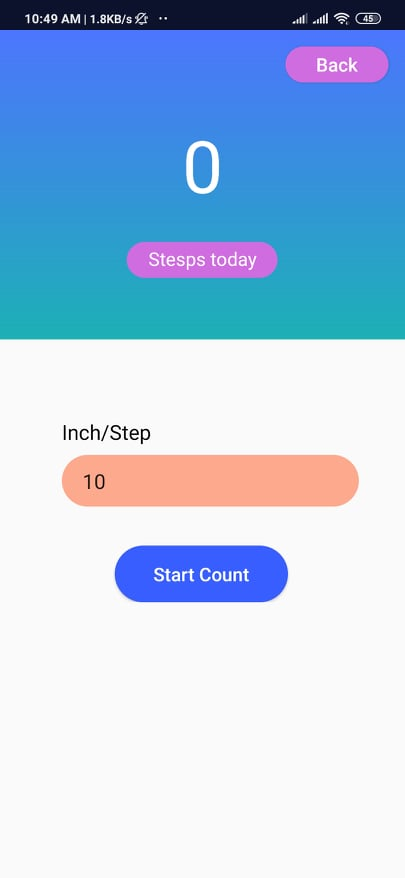 10:49 AM | 1.8KB/s
45
Back
0
Stesps today
Inch/Step
10
Start Count